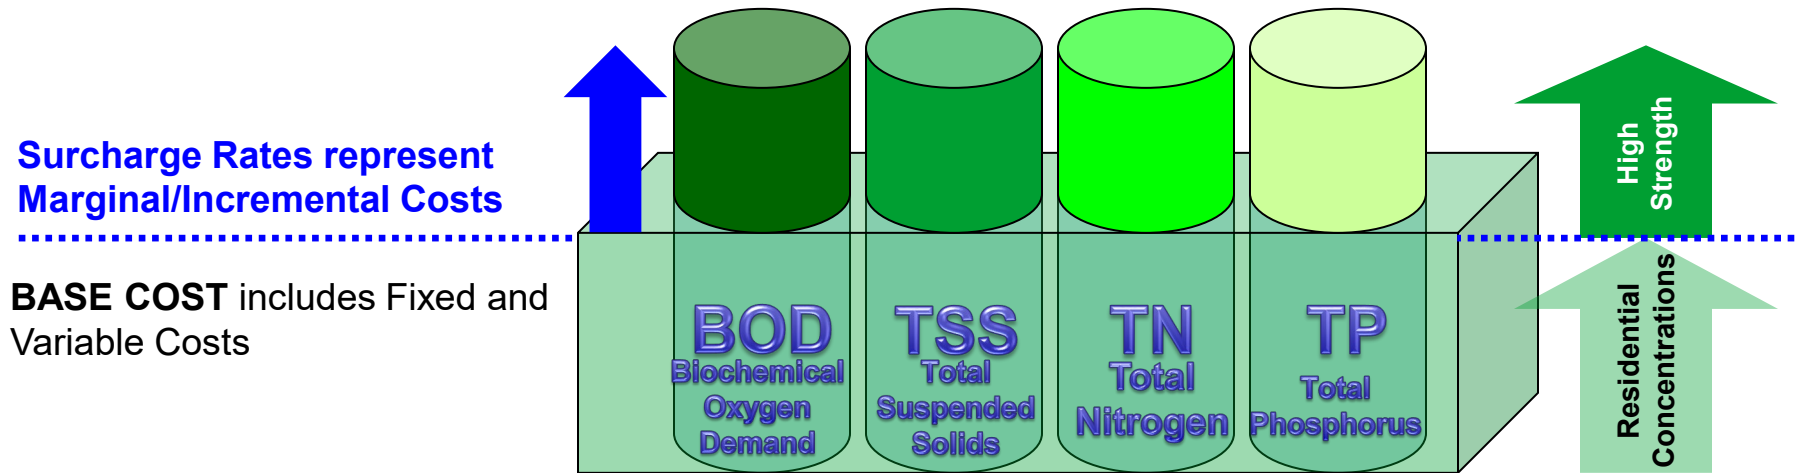 Surcharge Rates represent
Marginal/Incremental Costs
BASE COST includes Fixed and
Variable Costs
BOD
Biochemical
Oxygen
Demand
TSS
Total
Suspended
Solids
TN
Total
Nitrogen
TP
Total
Phosphorus
High
Strength
Residential
Concentrations